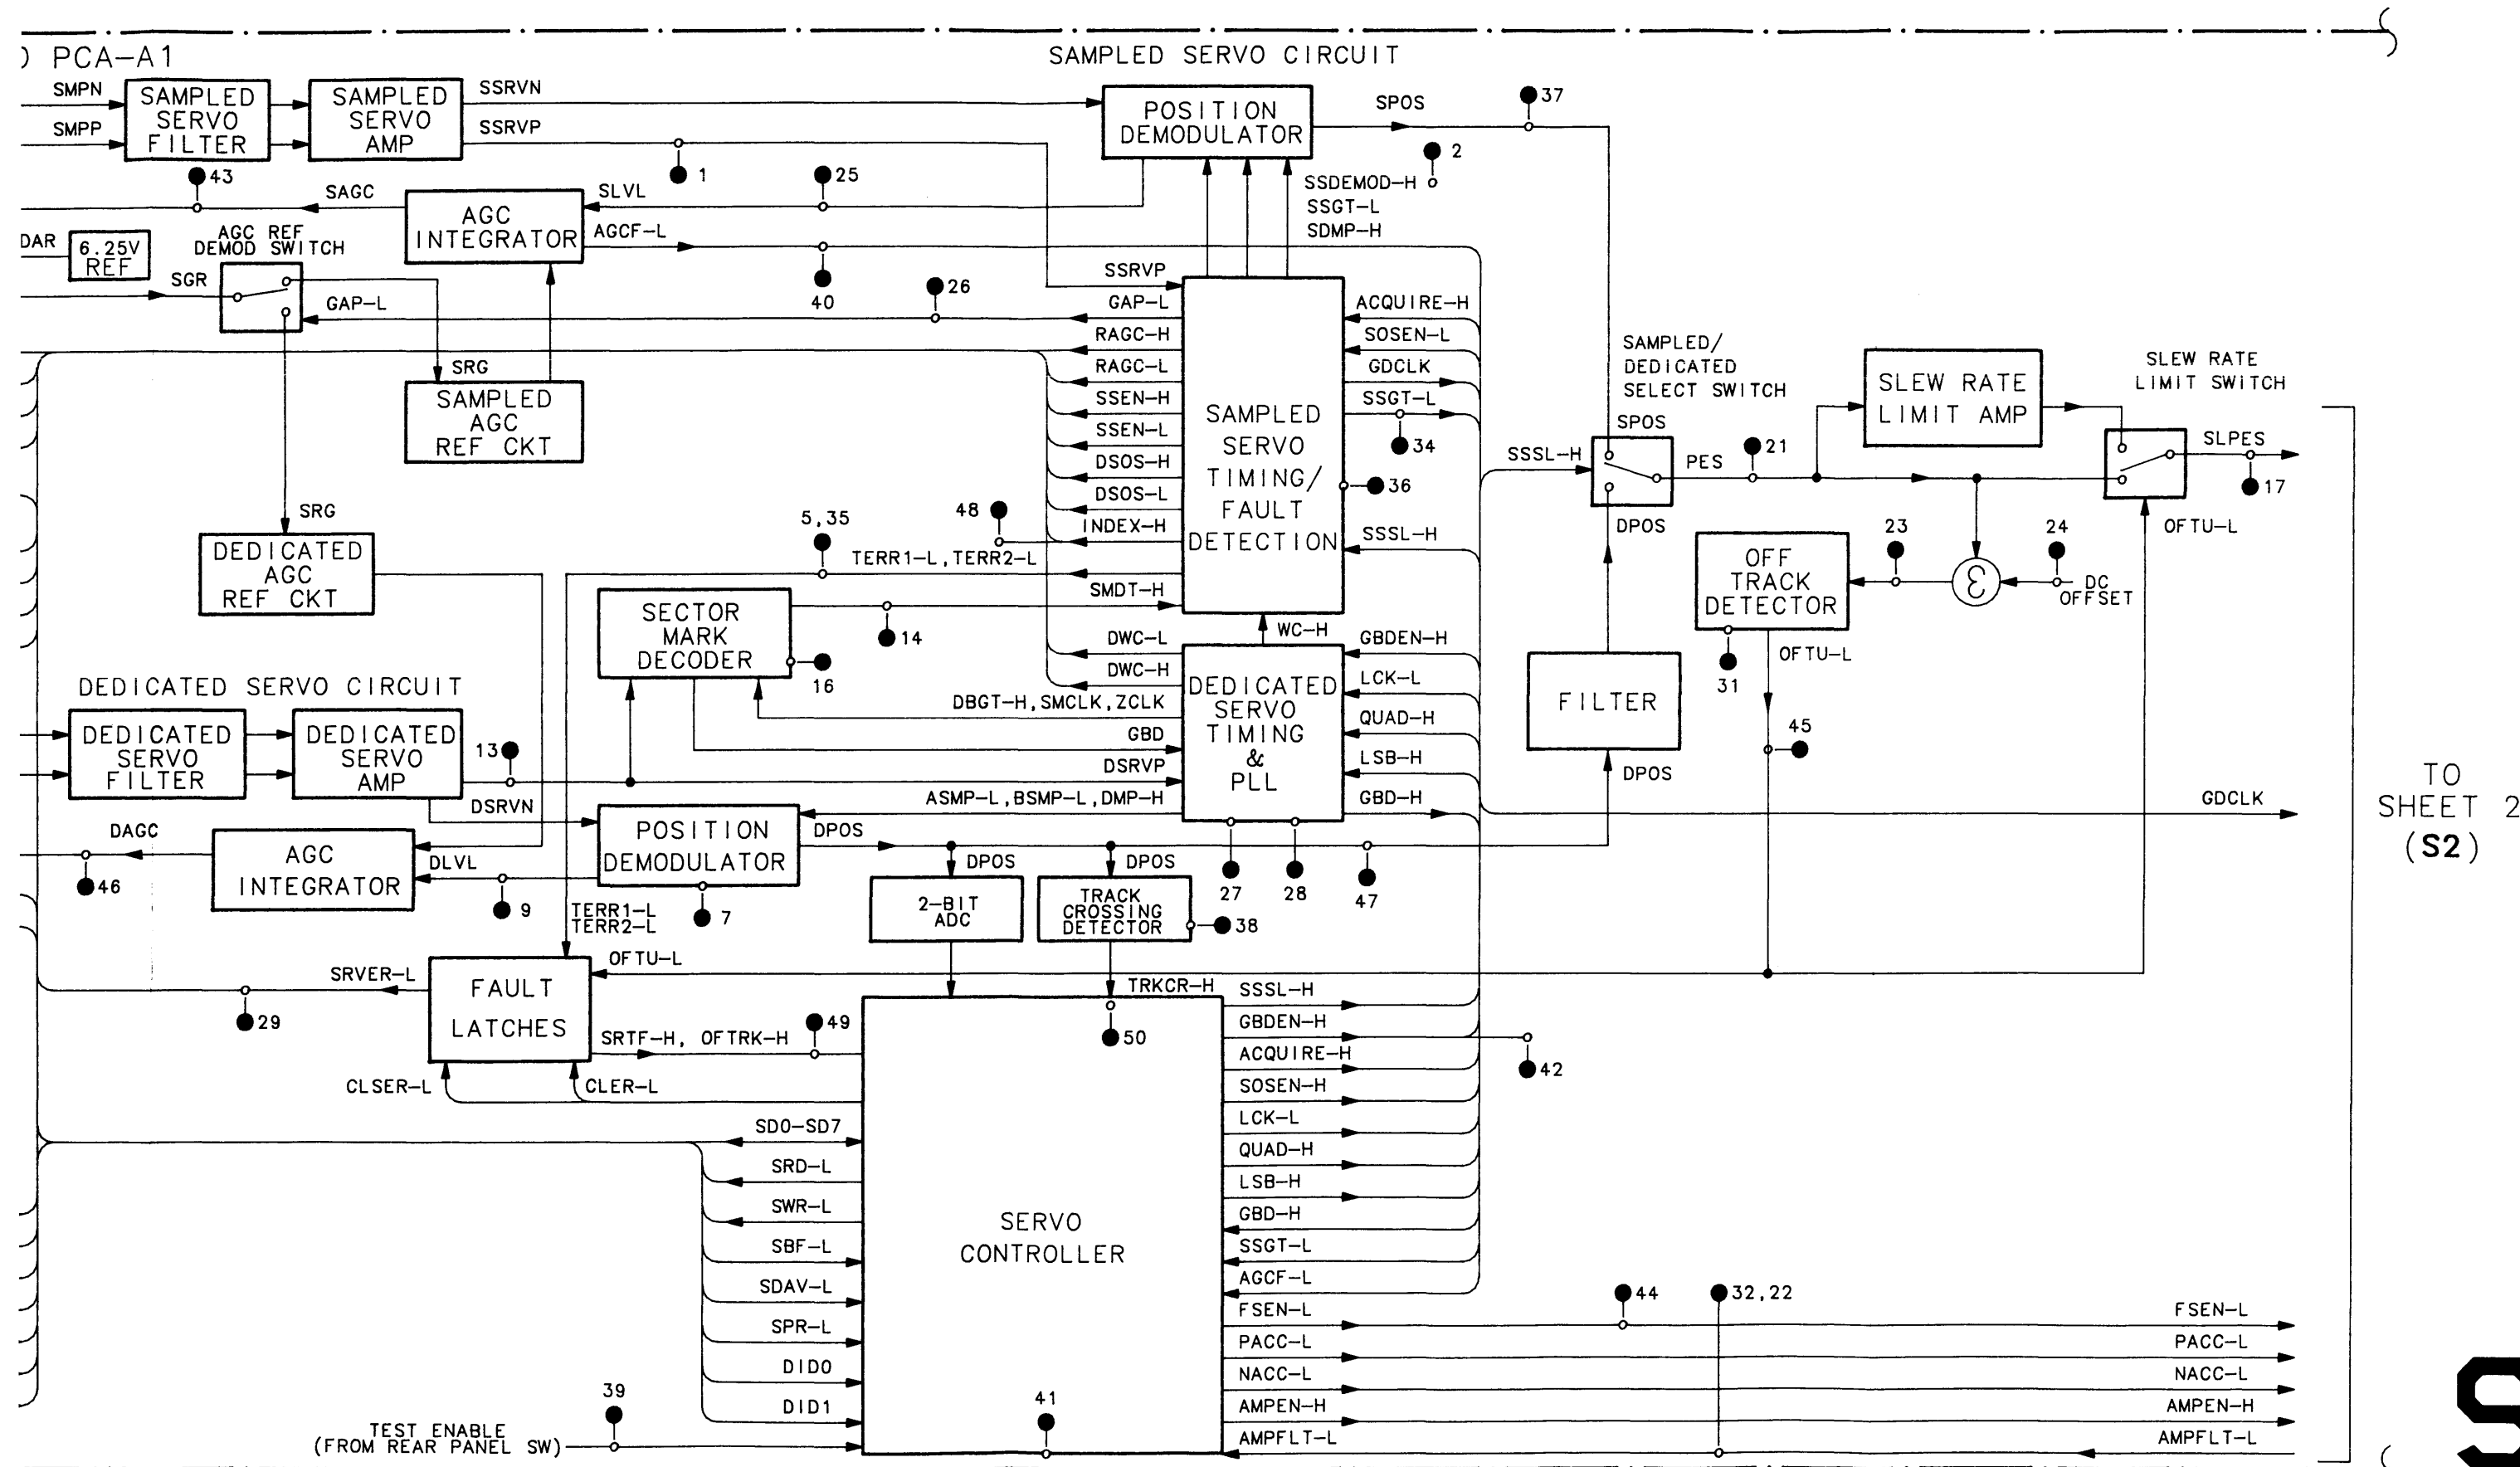 ) PCA-A1
SAMPLED SERVO CIRCUIT
SMPN
SMPP
SAMPLED
SERVO
FILTER
SAMPLED
SERVO
AMP
SSRVN
SSRVP
1
POSITION
DEMODULATOR
SPOS
37
2
SSDEMOD-H
SSGT-L
SDMP-H
43
SAGC
AGC
INTEGRATOR
SLVL
25
AGCF-L
40
DAR
6.25V
REF
AGC REF
DEMOD SWITCH
SGR
GAP-L
26
SRG
SAMPLED
AGC
REF CKT
SSRVP
GAP-L
RAGC-H
RAGC-L
SSEN-H
SSEN-L
DSOS-H
DSOS-L
INDEX-H
48
5,35
TERR1-L,TERR2-L
SMDT-H
14
SAMPLED
SERVO
TIMING/
FAULT
DETECTION
ACQUIRE-H
SOSEN-L
GDCLK
SSGT-L
34
36
SSSL-H
SAMPLED/
DEDICATED
SELECT SWITCH
SPOS
SSSL-H
PES
21
DPOS
SLEW RATE
LIMIT AMP
SLEW RATE
LIMIT SWITCH
SLPES
17
OFTU-L
23
24
DC
OFFSET
Σ
OFF
TRACK
DETECTOR
31
OFTU-L
45
FILTER
DPOS
SRG
DEDICATED
AGC
REF CKT
SECTOR
MARK
DECODER
16
WC-H
DWC-L
DWC-H
DBGT-H,SMCLK,ZCLK
GBD
DSRVP
ASMP-L,BSMP-L,DMP-H
DEDICATED
SERVO
TIMING
&
PLL
GBDEN-H
LCK-L
QUAD-H
LSB-H
GBD-H
27
28
47
GDCLK
TO
SHEET 2
(S2)
DEDICATED SERVO CIRCUIT
DEDICATED
SERVO
FILTER
DEDICATED
SERVO
AMP
13
DSRVN
DAGC
46
AGC
INTEGRATOR
DLVL
9
POSITION
DEMODULATOR
7
DPOS
DPOS
DPOS
2-BIT
ADC
TRACK
CROSSING
DETECTOR
38
TERR1-L
TERR2-L
OFTU-L
SRVER-L
29
FAULT
LATCHES
SRTF-H, OFTRK-H
49
CLSER-L
CLER-L
TRKCR-H
50
SERVO
CONTROLLER
41
SD0-SD7
SRD-L
SWR-L
SBF-L
SDAV-L
SPR-L
DID0
DID1
39
TEST ENABLE
(FROM REAR PANEL SW)
SSSL-H
GBDEN-H
42
ACQUIRE-H
SOSEN-H
LCK-L
QUAD-H
LSB-H
GBD-H
SSGT-L
AGCF-L
FSEN-L
PACC-L
NACC-L
AMPEN-H
AMPFLT-L
44
32,22
FSEN-L
PACC-L
NACC-L
AMPEN-H
AMPFLT-L
S